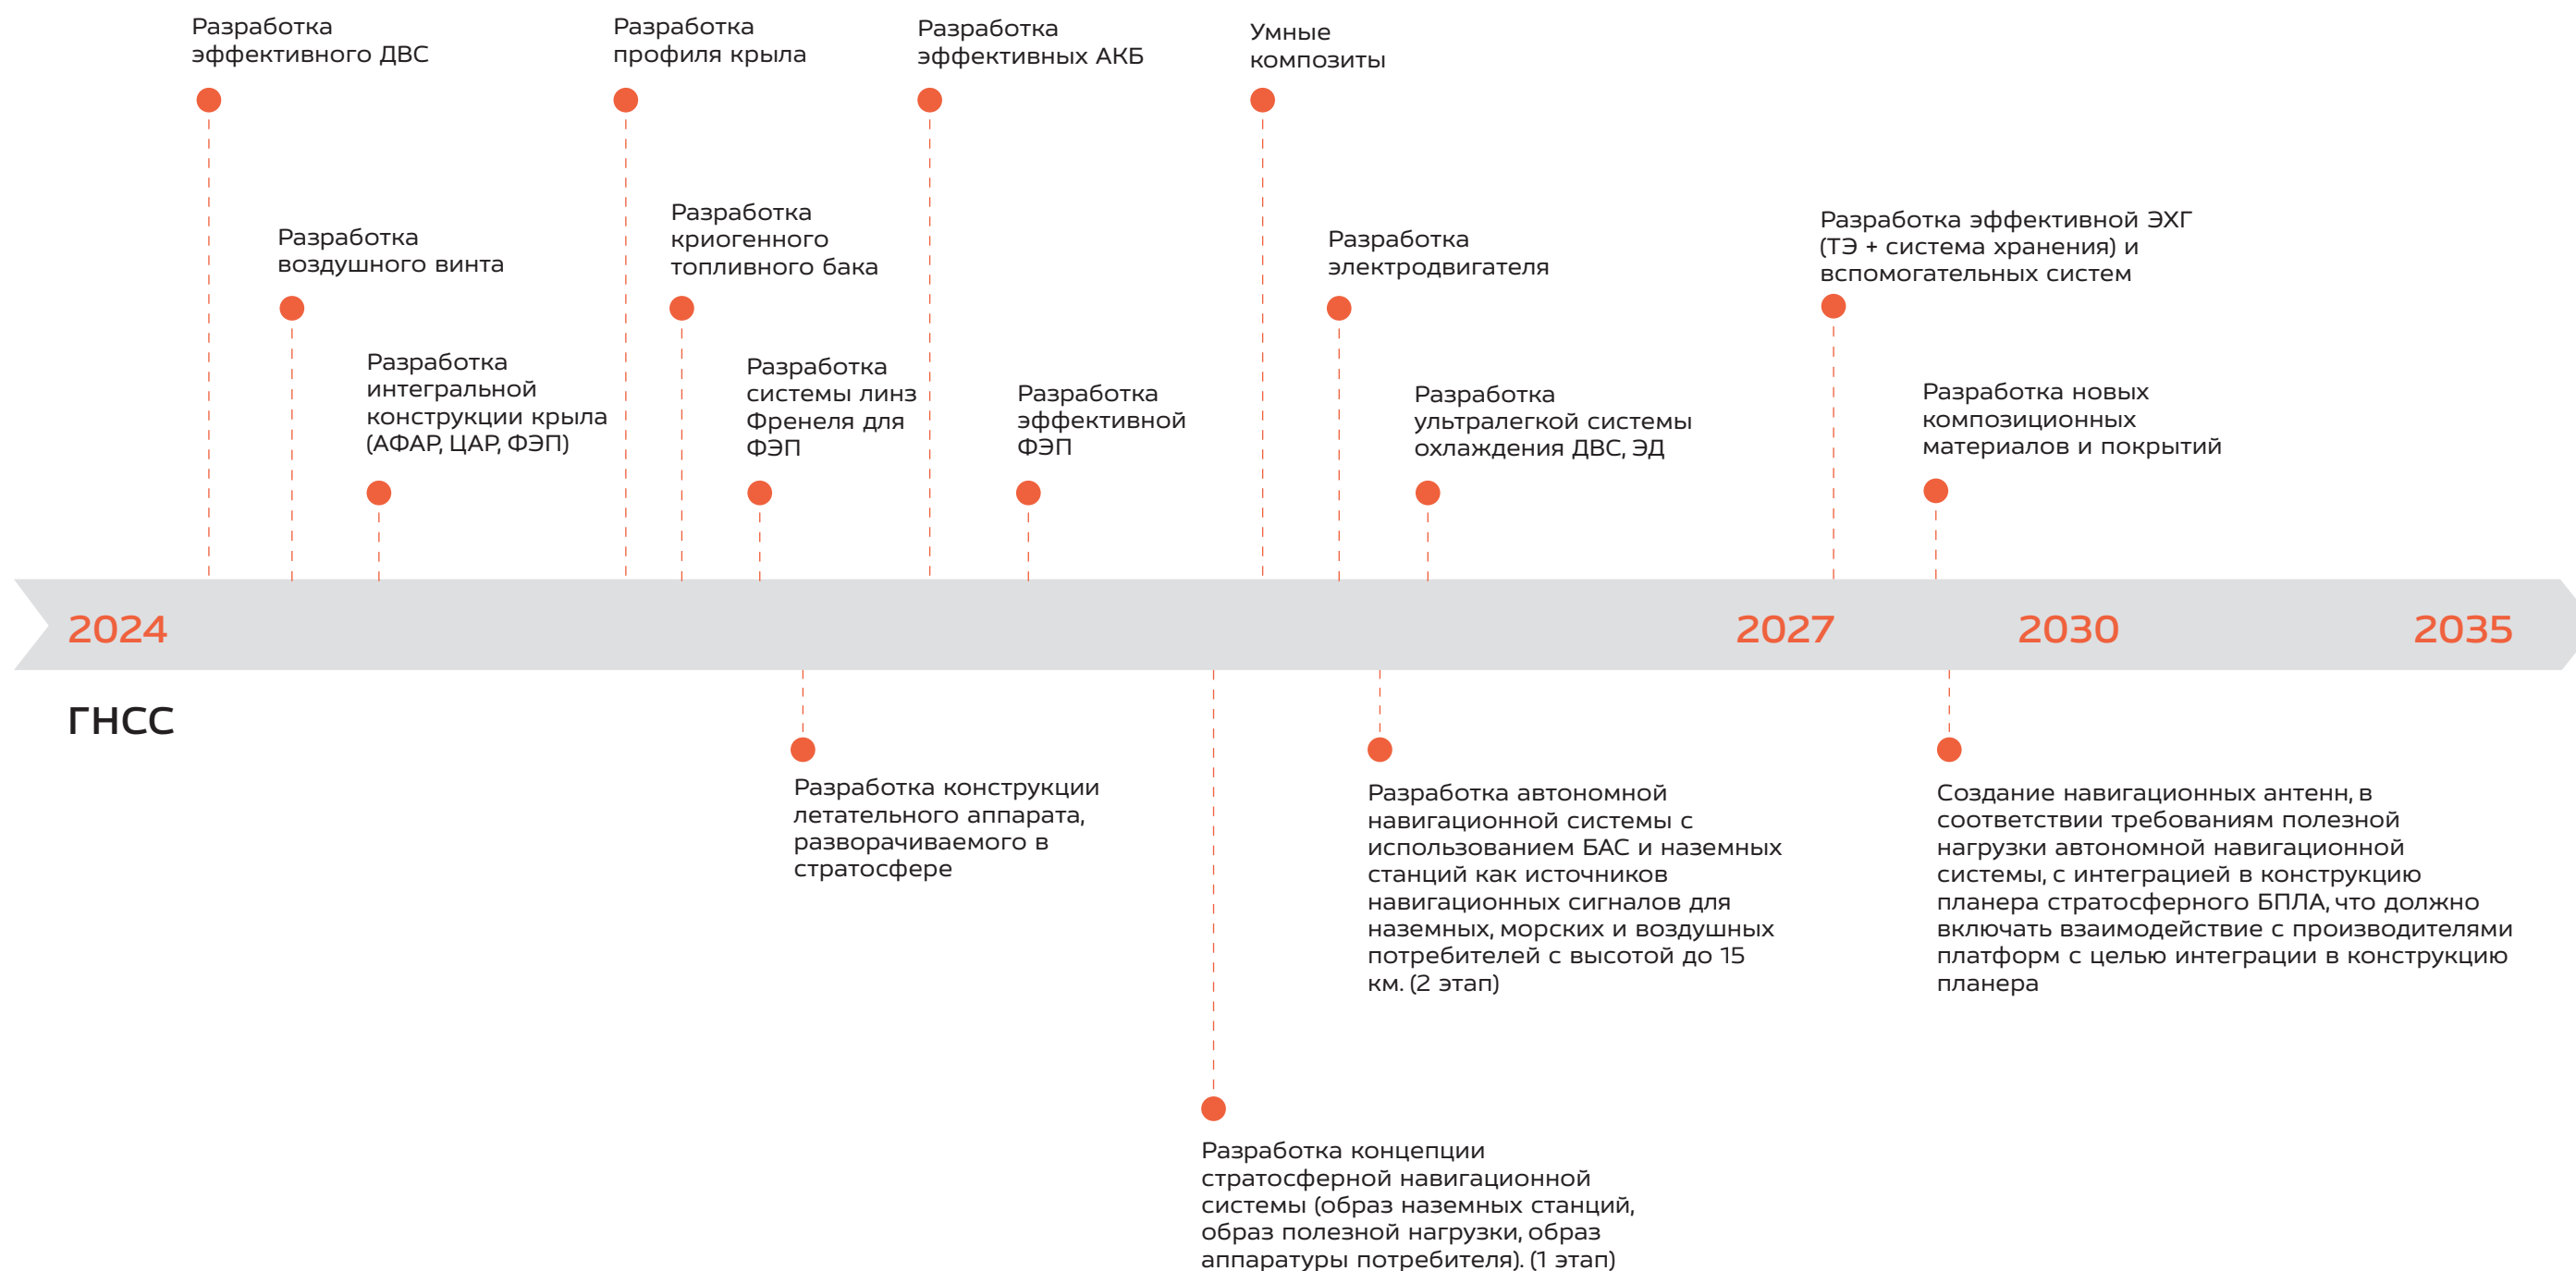 Разработка
эффективного ДВС
Разработка
профиля крыла
Разработка
эффективных АКБ
Умные
композиты
Разработка
воздушного винта
Разработка
криогенного
топливного бака
Разработка
электродвигателя
Разработка эффективной ЭХГ
(ТЭ + система хранения) и
вспомогательных систем
Разработка
интегральной
конструкции крыла
(АФАР, ЦАР, ФЭП)
Разработка
системы линз
Френеля для
ФЭП
Разработка
эффективной
ФЭП
Разработка
ультралегкой системы
охлаждения ДВС, ЭД
Разработка новых
композиционных
материалов и покрытий
2024
2027
2030
2035
ГНСС
Разработка конструкции
летательного аппарата,
разворачиваемого в
стратосфере
Разработка автономной
навигационной системы с
использованием БАС и наземных
станций как источников
навигационных сигналов для
наземных, морских и воздушных
потребителей с высотой до 15
км. (2 этап)
Создание навигационных антенн, в
соответствии требованиям полезной
нагрузки автономной навигационной
системы, с интеграцией в конструкцию
планера стратосферного БПЛА, что должно
включать взаимодействие с производителями
платформ с целью интеграции в конструкцию
планера
Разработка концепции
стратосферной навигационной
системы (образ наземных станций,
образ полезной нагрузки, образ
аппаратуры потребителя). (1 этап)